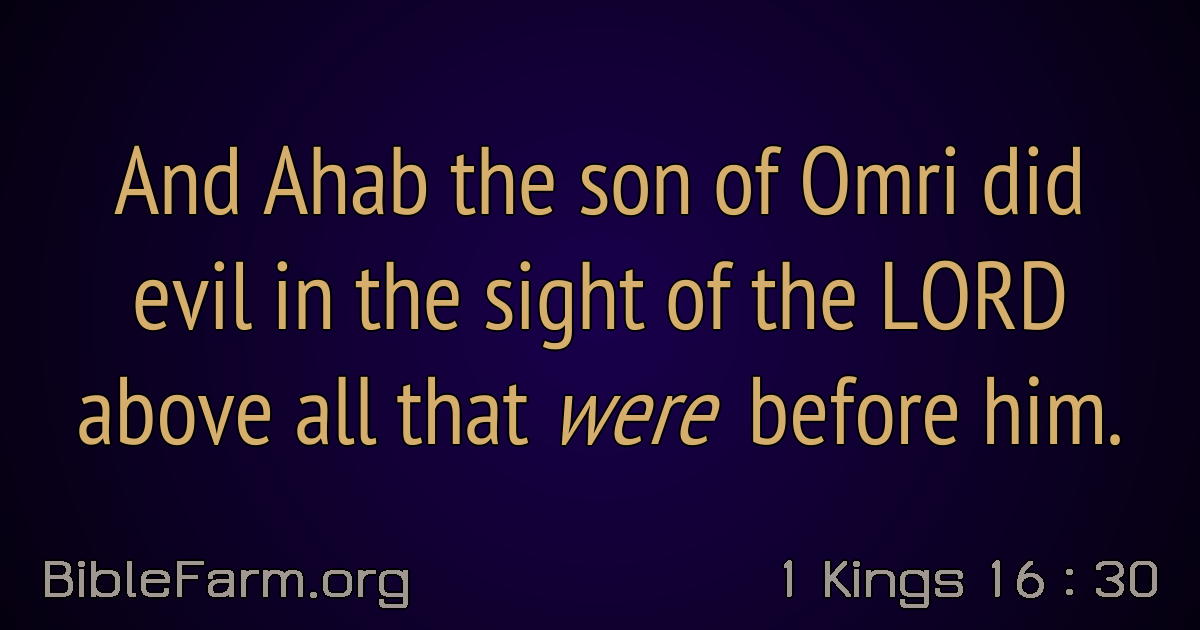 And Ahab the son of Omri did
evil in the sight of the LORD
above all that were before him.
BibleFarm.org
1 Kings 16 : 30